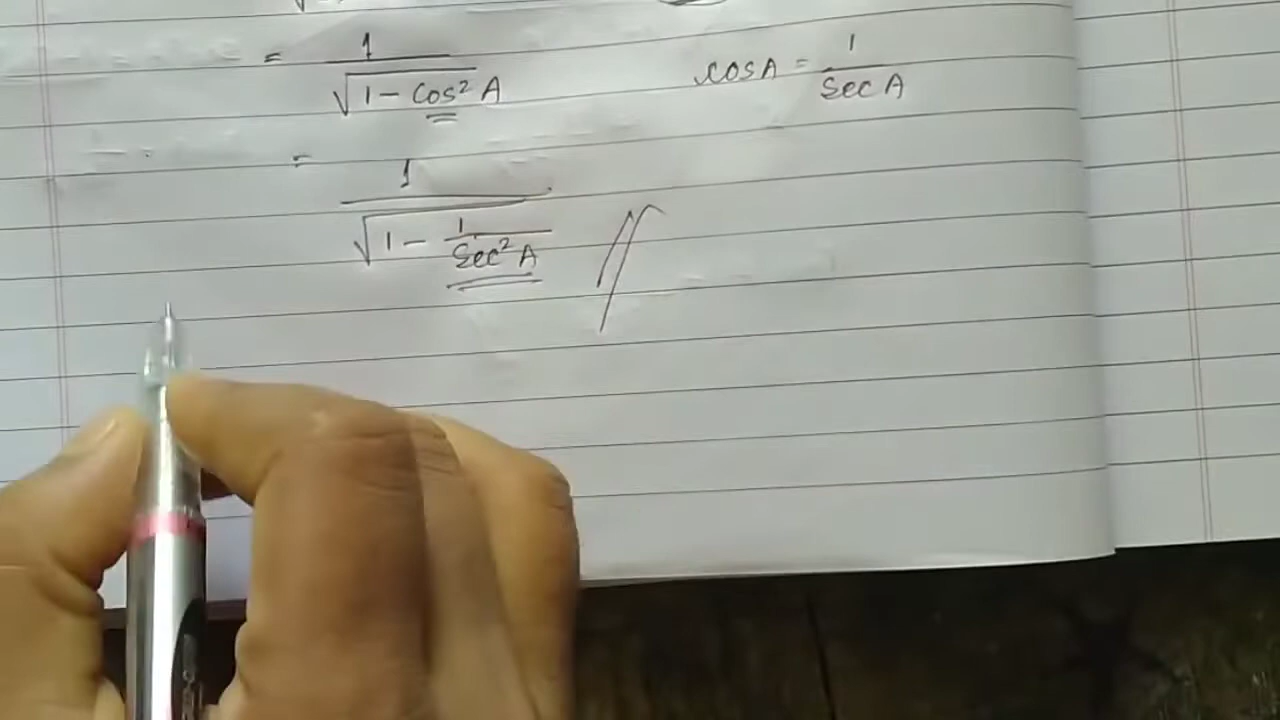 = 1 / √1 - cos² A
cos A = 1 / Sec A
= 1 / √1 - 1 / Sec² A